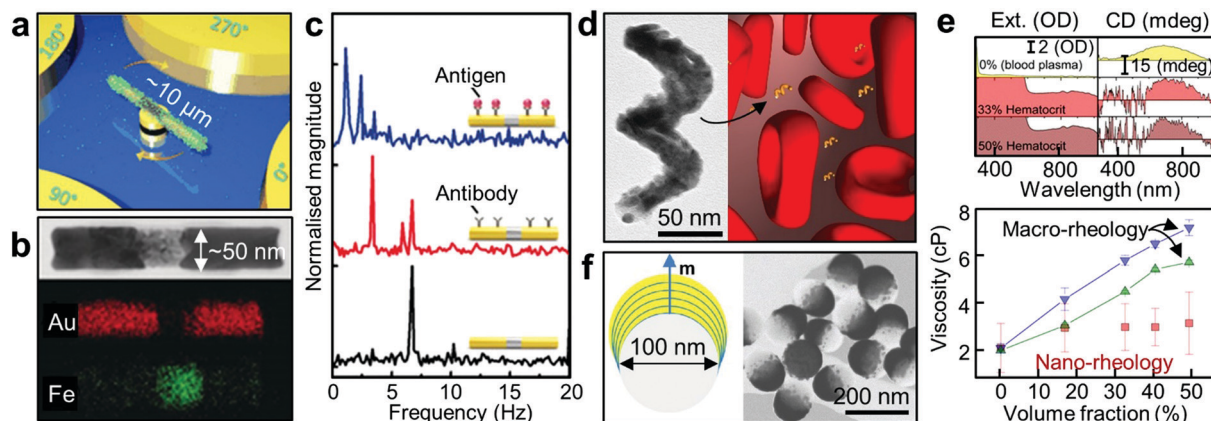 a
180°
270°
~10 µm
90°
0°
b
~50 nm
Au
Fe
c
Normalised magnitude
Antigen
Antibody
0
5
10
15
20
Frequency (Hz)
d
50 nm
f
m
100 nm
200 nm
e
Ext. (OD)
CD (mdeg)
2 (OD)
0% (blood plasma)
15 (mdeg)
33% Hematocrit
50% Hematocrit
400
800
400
800
Wavelength (nm)
8
6
4
2
Viscosity (cP)
Macro-rheology
Nano-rheology
0
10
20
30
40
50
Volume fraction (%)